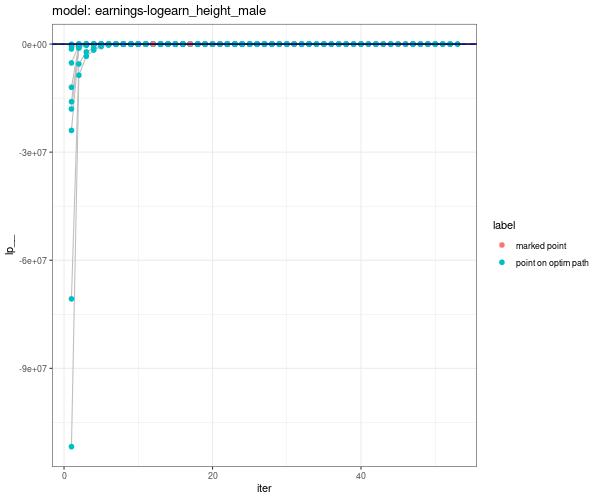 model: earnings-logearn_height_male
0e+00
-3e+07
-6e+07
-9e+07
lp__
0
20
40
iter
label
marked point
point on optim path